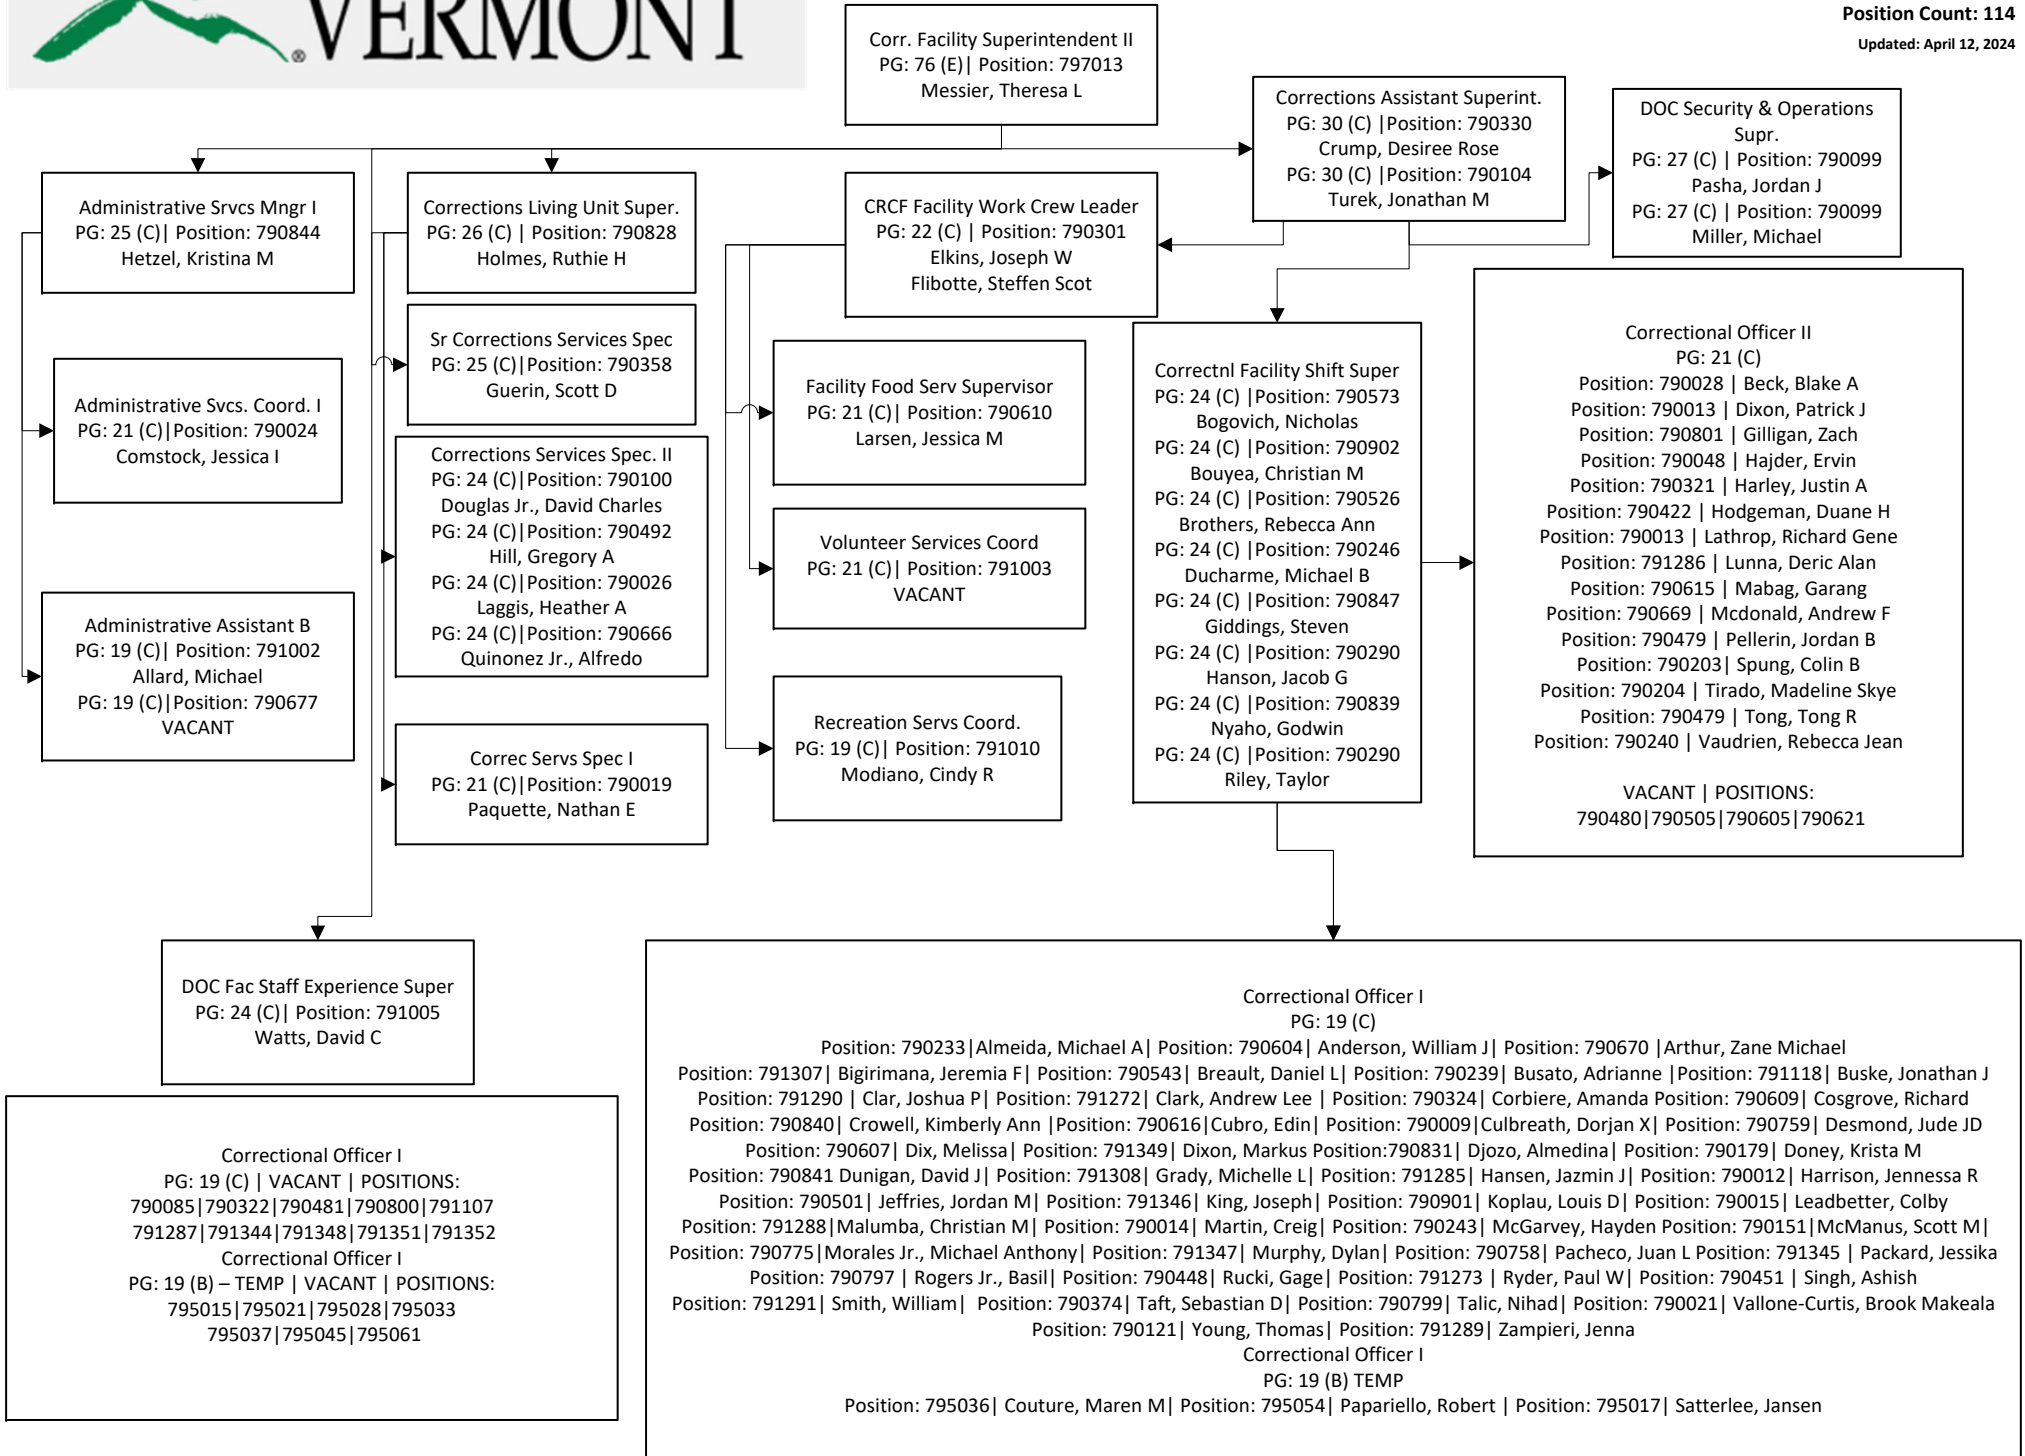 VERMONT
®
Position Count: 114
Updated: April 12, 2024
Corr. Facility Superintendent II
PG: 76 (E)| Position: 797013
Messier, Theresa L
Corrections Assistant Superint.
PG: 30 (C) |Position: 790330
Crump, Desiree Rose
PG: 30 (C) |Position: 790104
Turek, Jonathan M
DOC Security & Operations
Supr.
PG: 27 (C) | Position: 790099
Pasha, Jordan J
PG: 27 (C) | Position: 790099
Miller, Michael
Administrative Srvcs Mngr I
PG: 25 (C)| Position: 790844
Hetzel, Kristina M
Corrections Living Unit Super.
PG: 26 (C) | Position: 790828
Holmes, Ruthie H
CRCF Facility Work Crew Leader
PG: 22 (C) | Position: 790301
Elkins, Joseph W
Flibotte, Steffen Scot
Administrative Svcs. Coord. I
PG: 21 (C)|Position: 790024
Comstock, Jessica I
Administrative Assistant B
PG: 19 (C)| Position: 791002
Allard, Michael
PG: 19 (C)|Position: 790677
VACANT
Sr Corrections Services Spec
PG: 25 (C)|Position: 790358
Guerin, Scott D
Corrections Services Spec. II
PG: 24 (C)|Position: 790100
Douglas Jr., David Charles
PG: 24 (C)|Position: 790492
Hill, Gregory A
PG: 24 (C)|Position: 790026
Laggis, Heather A
PG: 24 (C)|Position: 790666
Quinonez Jr., Alfredo
Correc Servs Spec I
PG: 21 (C)|Position: 790019
Paquette, Nathan E
Facility Food Serv Supervisor
PG: 21 (C)| Position: 790610
Larsen, Jessica M
Volunteer Services Coord
PG: 21 (C)| Position: 791003
VACANT
Recreation Servs Coord.
PG: 19 (C)| Position: 791010
Modiano, Cindy R
Correctnl Facility Shift Super
PG: 24 (C) |Position: 790573
Bogovich, Nicholas
PG: 24 (C) |Position: 790902
Bouyea, Christian M
PG: 24 (C) |Position: 790526
Brothers, Rebecca Ann
PG: 24 (C) |Position: 790246
Ducharme, Michael B
PG: 24 (C) |Position: 790847
Giddings, Steven
PG: 24 (C) |Position: 790290
Hanson, Jacob G
PG: 24 (C) |Position: 790839
Nyaho, Godwin
PG: 24 (C) |Position: 790290
Riley, Taylor
Correctional Officer II
PG: 21 (C)
Position: 790028 | Beck, Blake A
Position: 790013 | Dixon, Patrick J
Position: 790801 | Gilligan, Zach
Position: 790048 | Hajder, Ervin
Position: 790321 | Harley, Justin A
Position: 790422 | Hodgeman, Duane H
Position: 790013 | Lathrop, Richard Gene
Position: 791286 | Lunna, Deric Alan
Position: 790615 | Mabag, Garang
Position: 790669 | Mcdonald, Andrew F
Position: 790479 | Pellerin, Jordan B
Position: 790203| Spung, Colin B
Position: 790204 | Tirado, Madeline Skye
Position: 790479 | Tong, Tong R
Position: 790240 | Vaudrien, Rebecca Jean
VACANT | POSITIONS:
790480|790505|790605|790621
DOC Fac Staff Experience Super
PG: 24 (C)| Position: 791005
Watts, David C
Correctional Officer I
PG: 19 (C) | VACANT | POSITIONS:
790085|790322|790481|790800|791107
791287|791344|791348|791351|791352
Correctional Officer I
PG: 19 (B) – TEMP | VACANT | POSITIONS:
795015|795021|795028|795033
795037|795045|795061
Correctional Officer I
PG: 19 (C)
Position: 790233|Almeida, Michael A| Position: 790604| Anderson, William J| Position: 790670 |Arthur, Zane Michael
Position: 791307| Bigirimana, Jeremia F| Position: 790543| Breault, Daniel L| Position: 790239| Busato, Adrianne |Position: 791118| Buske, Jonathan J
Position: 791290 | Clar, Joshua P| Position: 791272| Clark, Andrew Lee | Position: 790324| Corbiere, Amanda Position: 790609| Cosgrove, Richard
Position: 790840| Crowell, Kimberly Ann |Position: 790616|Cubro, Edin| Position: 790009|Culbreath, Dorjan X| Position: 790759| Desmond, Jude JD
Position: 790607| Dix, Melissa| Position: 791349| Dixon, Markus Position:790831| Djozo, Almedina| Position: 790179| Doney, Krista M
Position: 790841 Dunigan, David J| Position: 791308| Grady, Michelle L| Position: 791285| Hansen, Jazmin J| Position: 790012| Harrison, Jennessa R
Position: 790501| Jeffries, Jordan M| Position: 791346| King, Joseph| Position: 790901| Koplau, Louis D| Position: 790015| Leadbetter, Colby
Position: 791288|Malumba, Christian M| Position: 790014| Martin, Creig| Position: 790243| McGarvey, Hayden Position: 790151|McManus, Scott M|
Position: 790775|Morales Jr., Michael Anthony| Position: 791347| Murphy, Dylan| Position: 790758| Pacheco, Juan L Position: 791345 | Packard, Jessika
Position: 790797 | Rogers Jr., Basil| Position: 790448| Rucki, Gage| Position: 791273 | Ryder, Paul W| Position: 790451 | Singh, Ashish
Position: 791291| Smith, William|  Position: 790374| Taft, Sebastian D| Position: 790799| Talic, Nihad| Position: 790021| Vallone-Curtis, Brook Makeala
Position: 790121| Young, Thomas| Position: 791289| Zampieri, Jenna
Correctional Officer I
PG: 19 (B) TEMP
Position: 795036| Couture, Maren M| Position: 795054| Papariello, Robert | Position: 795017| Satterlee, Jansen